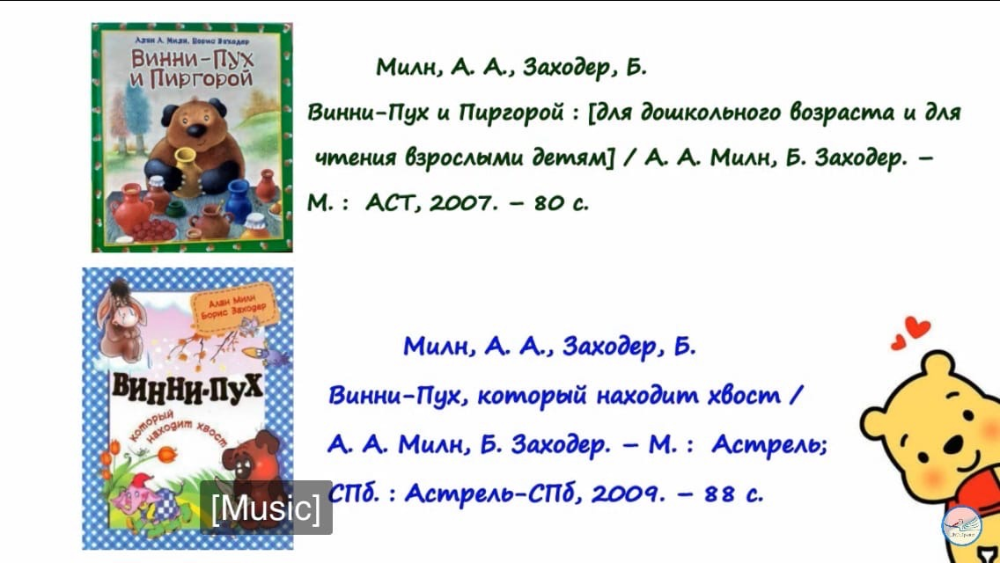 Алан А. Милн, Борис Заходер
Винни-Пух
и Пиргорой
Милн, А. А., Заходер, Б.
Винни-Пух и Пиргорой : [для дошкольного возраста и для
чтения взрослыми детям] / А. А. Милн, Б. Заходер. –
М. : АСТ, 2007. – 80 с.
Алан Милн
Борис Заходер
Винни-Пух
который
находит хвост
Милн, А. А., Заходер, Б.
Винни-Пух, который находит хвост /
А. А. Милн, Б. Заходер. – М. : Астрель;
СПб. : Астрель-СПб, 2009. – 88 с.
[Music]